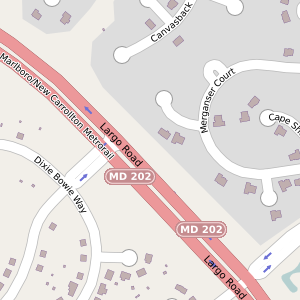 Canvasback
Marlboro/New Carrollton Metrorail
Largo Road
Merganser Court
Cape
Dixie Bowie Way
MD 202
MD 202
Largo Road